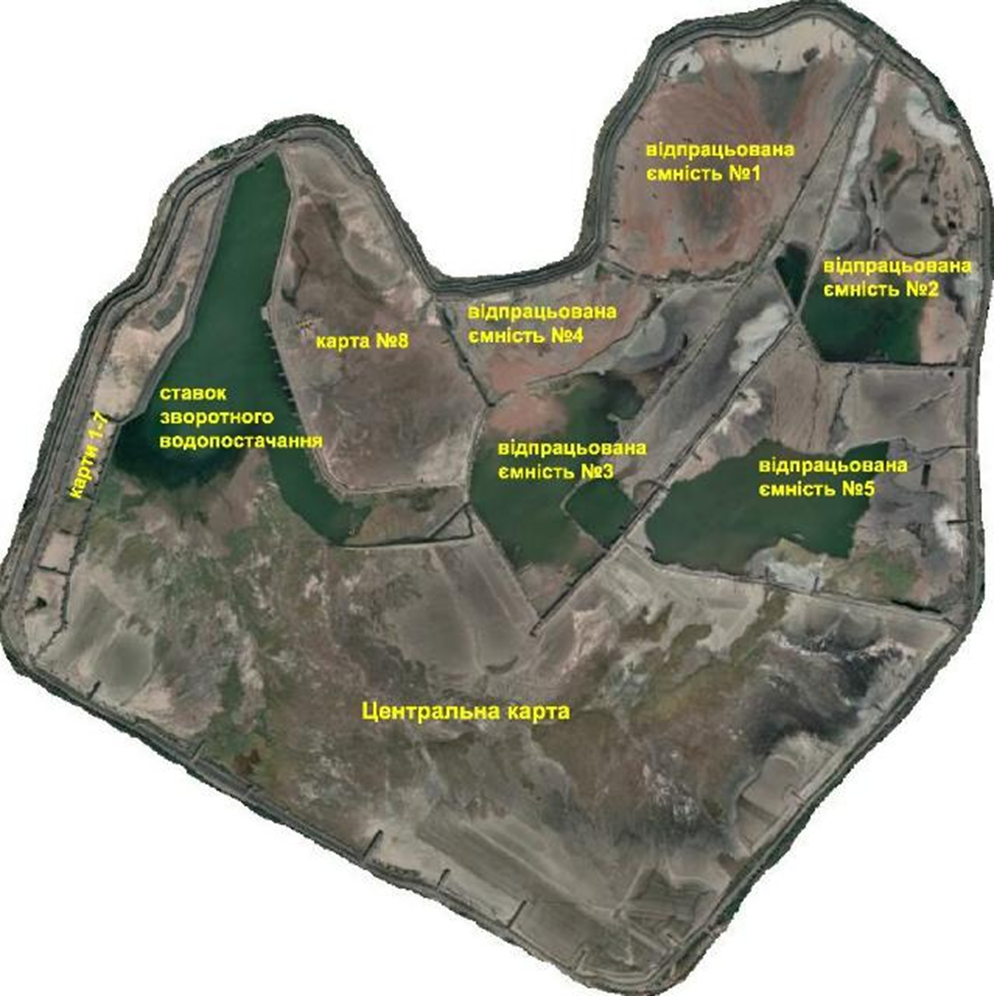 відпрацьована
ємність №1
відпрацьована
ємність №2
відпрацьована
ємність №4
карта №8
ставок
зворотного
водопостачання
карти 1-7
відпрацьована
ємність №3
відпрацьована
ємність №5
Центральна карта